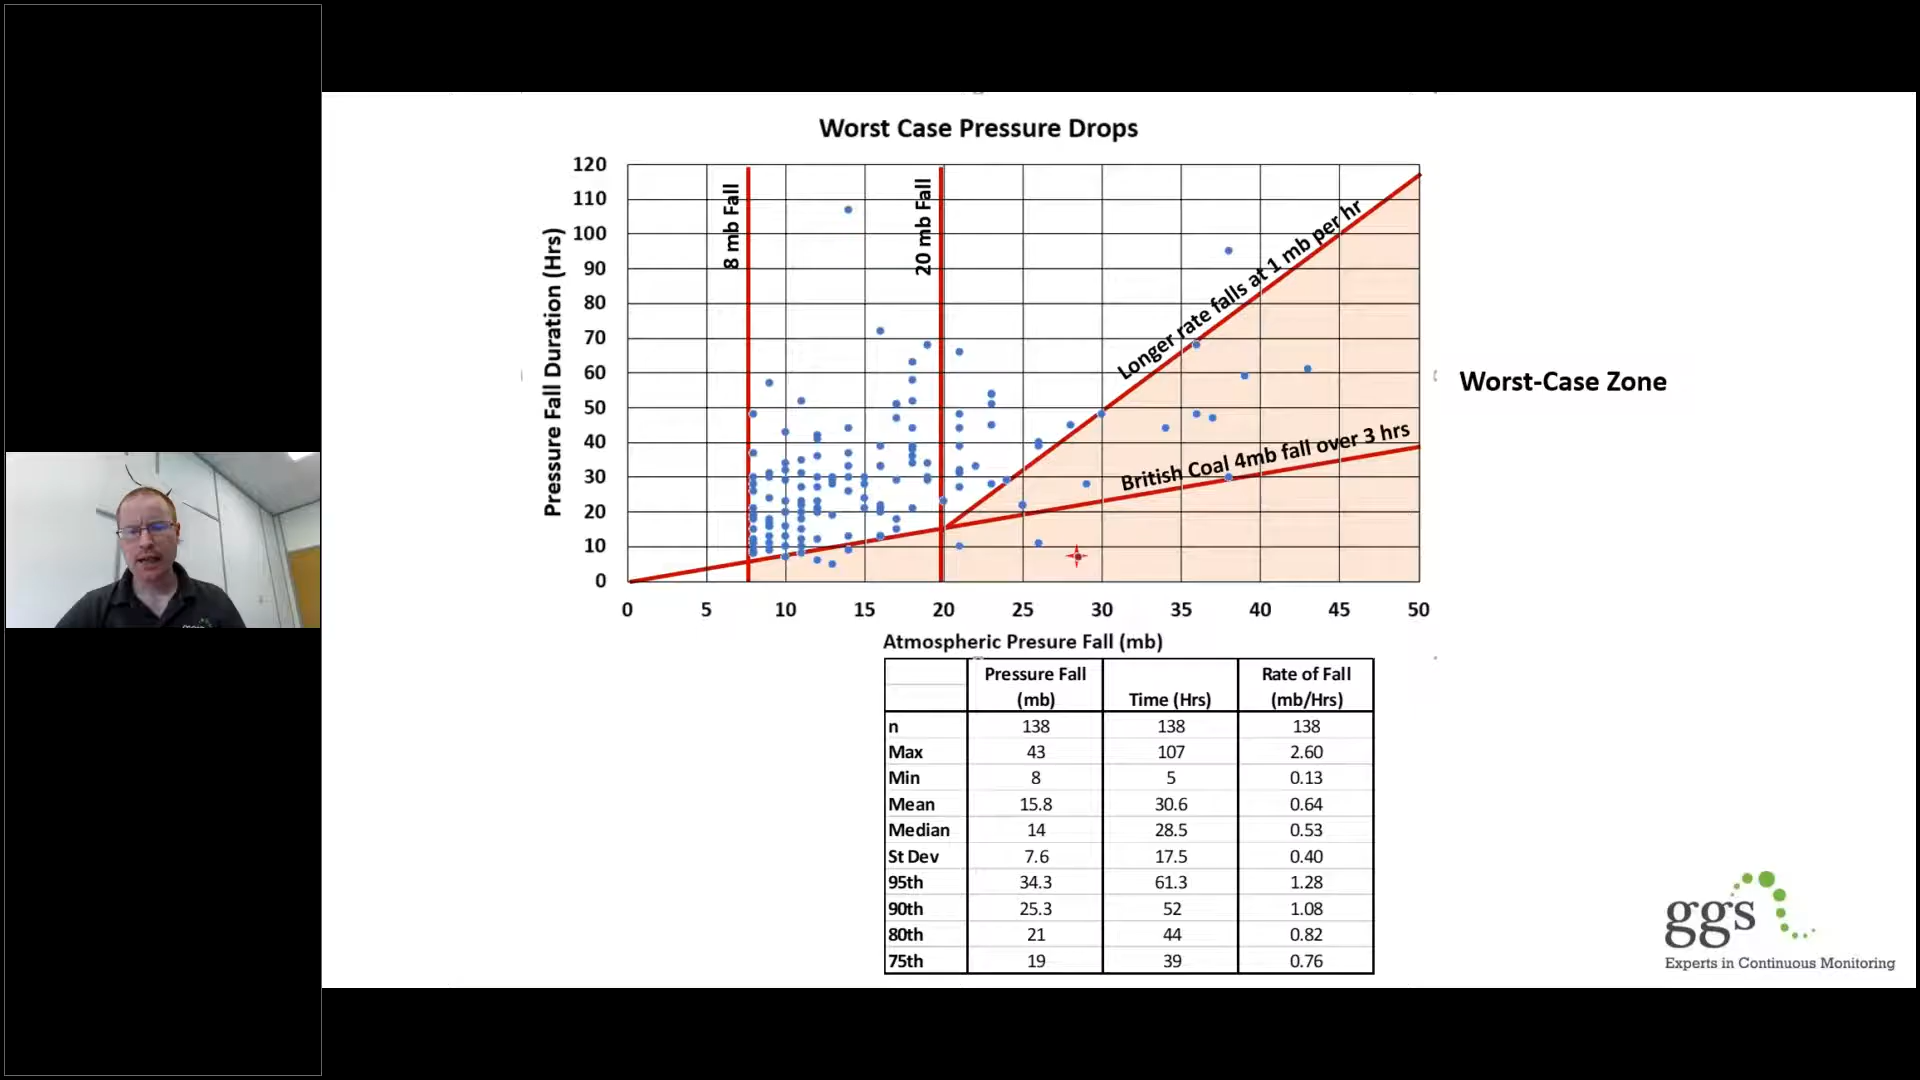 Worst Case Pressure Drops
120
110
100
90
80
70
60
50
40
30
20
10
0
Pressure Fall Duration (Hrs)
8 mb Fall
20 mb Fall
Longer rate falls at 1 mb per hr
British Coal 4mb fall over 3 hrs
Worst-Case Zone
0 5 10 15 20 25 30 35 40 45 50
Atmospheric Presure Fall (mb)
Pressure Fall Rate of Fall
(mb) Time (Hrs) (mb/Hrs)
n 138 138 138
Max 43 107 2.60
Min 8 5 0.13
Mean 15.8 30.6 0.64
Median 14 28.5 0.53
St Dev 7.6 17.5 0.40
95th 34.3 61.3 1.28
90th 25.3 52 1.08
80th 21 44 0.82
75th 19 39 0.76
ggs
Experts in Continuous Monitoring